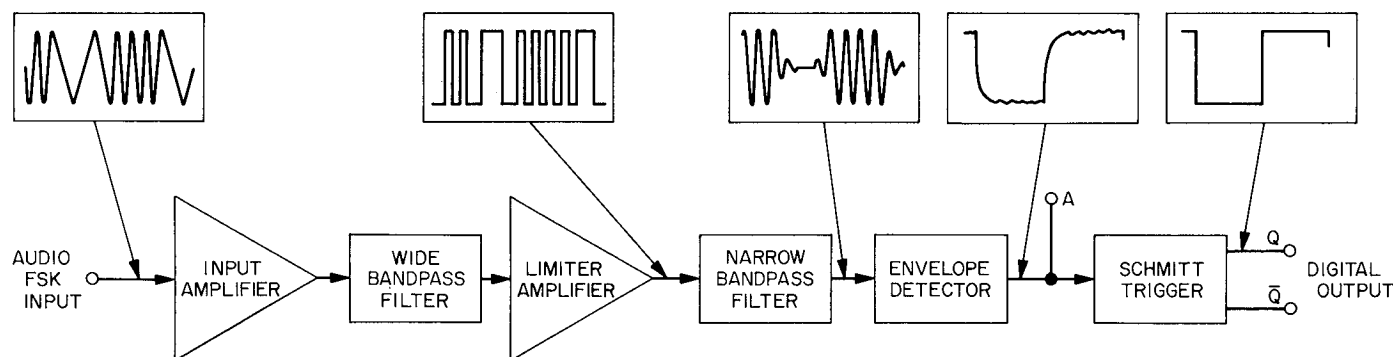 AUDIO
FSK
INPUT
INPUT
AMPLIFIER
WIDE
BANDPASS
FILTER
LIMITER
AMPLIFIER
NARROW
BANDPASS
FILTER
ENVELOPE
DETECTOR
A
SCHMITT
TRIGGER
Q
Q̅
DIGITAL
OUTPUT